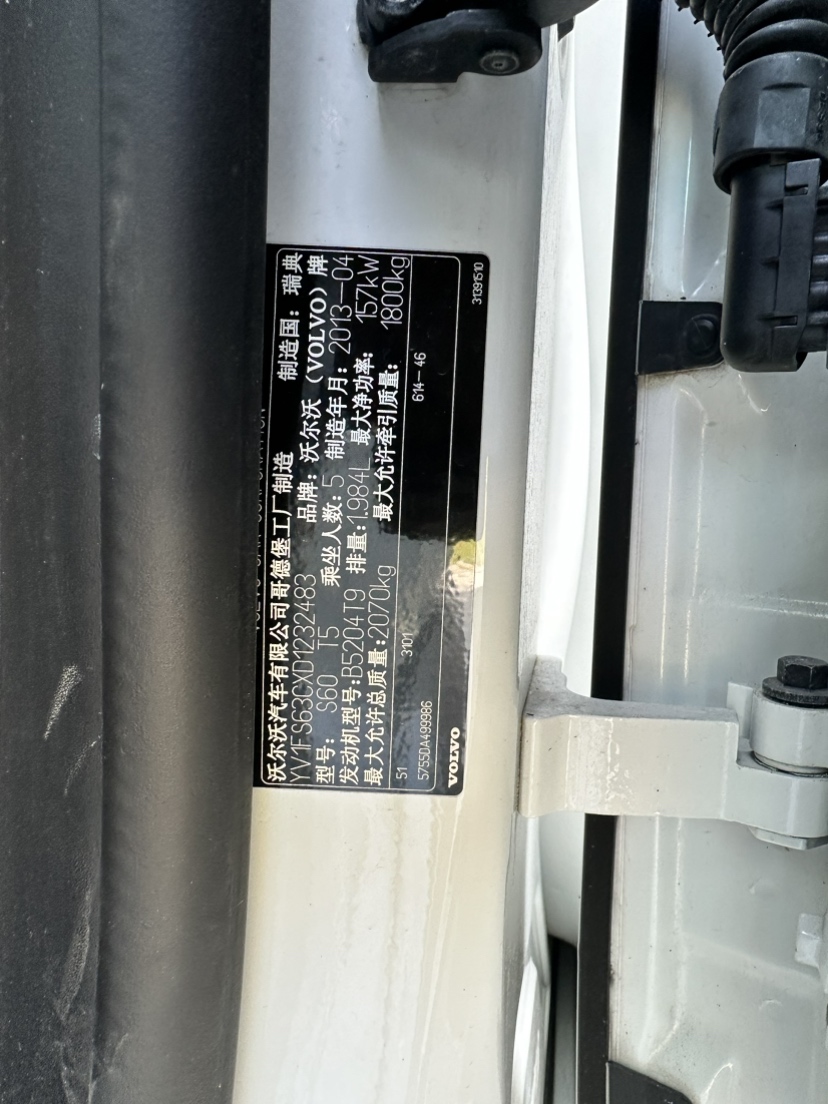 沃尔沃汽车有限公司哥德堡工厂制造 制造国：瑞典
YV1FS63CXD1232483 品牌：沃尔沃（VOLVO）牌
型号： S60 T5 乘坐人数：5 制造年月：2013—04
发动机型号：B5204T9 排量：1.984L 最大净功率：157kW
最大允许总质量：2070kg 最大允许牵引质量：1800kg
51 3101 614-46
5755DA499986
VOLVO 31391510